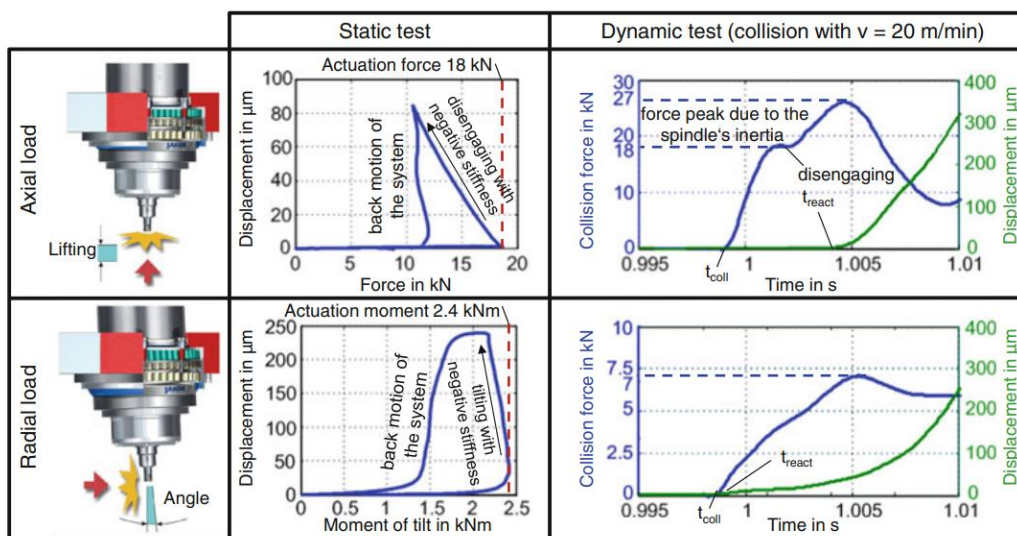 Static test
Dynamic test (collision with v = 20 m/min)
Axial load
Lifting
Actuation force 18 kN
Displacement in µm
100
80
60
40
20
0
back motion of
the system
disengaging with
negative stiffness
0 5 10 15 20
Force in kN
Collision force in kN
30
27
20
18
10
0
force peak due to the
spindle's inertia
disengaging
t react
t coll
0.995 1 1.005 1.01
Time in s
400
300
200
100
0
Displacement in µm
Radial load
Angle
Actuation moment 2.4 kNm
Displacement in µm
250
200
150
100
50
0
back motion of
the system
tilting with
negative stiffness
0 0.5 1 1.5 2 2.5
Moment of tilt in kNm
Collision force in kN
10
7.5
7
5
2.5
0
t react
t coll
0.995 1 1.005 1.01
Time in s
400
300
200
100
0
Displacement in µm